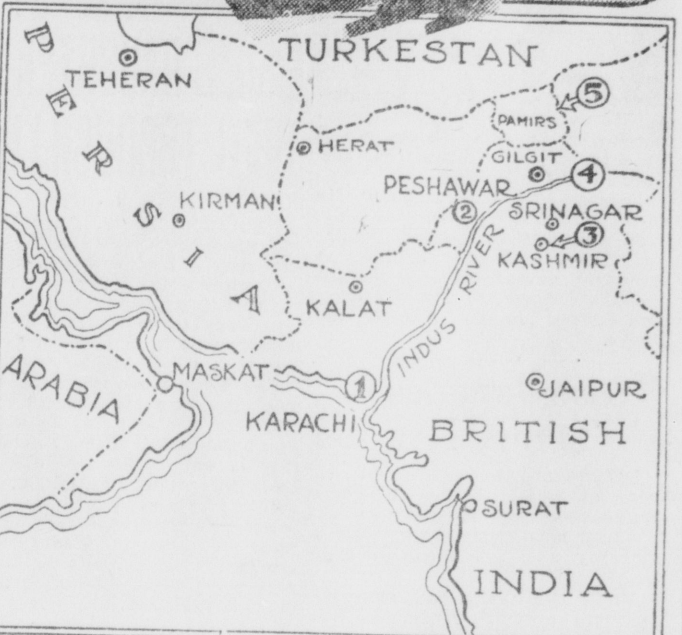 TURKESTAN
TEHERAN
PERSIA
5
PAMIRS
HERAT
GILGIT
4
PESHAWAR
2
KIRMAN
SRINAGAR
3
KASHMIR
INDUS RIVER
KALAT
ARABIA
MASKAT
1
KARACHI
JAIPUR
BRITISH
SURAT
INDIA